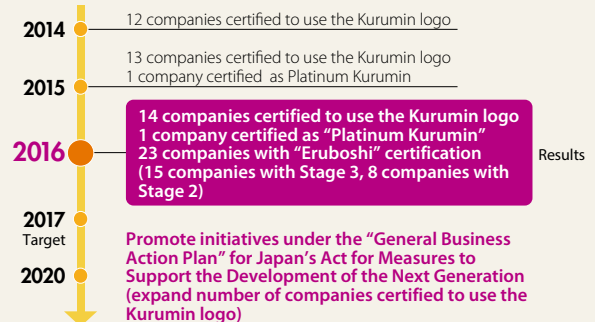 2014
12 companies certified to use the Kurumin logo
2015
13 companies certified to use the Kurumin logo
1 company certified as Platinum Kurumin
2016
14 companies certified to use the Kurumin logo
1 company certified as “Platinum Kurumin”
23 companies with “Eruboshi” certification
(15 companies with Stage 3, 8 companies with
Stage 2)
Results
2017
Target
2020
Promote initiatives under the “General Business
Action Plan” for Japan’s Act for Measures to
Support the Development of the Next Generation
(expand number of companies certified to use the
Kurumin logo)